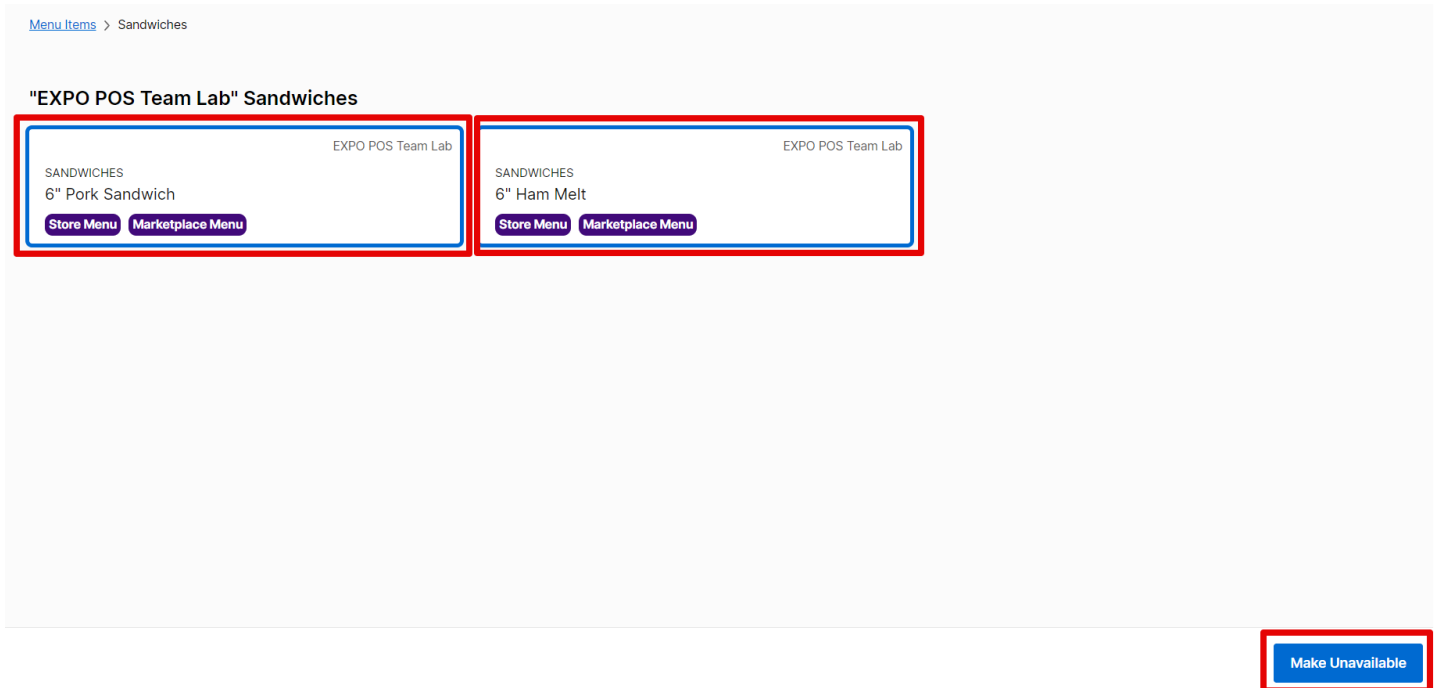 Menu Items > Sandwiches
"EXPO POS Team Lab" Sandwiches
EXPO POS Team Lab
SANDWICHES
6" Pork Sandwich
Store Menu Marketplace Menu
EXPO POS Team Lab
SANDWICHES
6" Ham Melt
Store Menu Marketplace Menu
Make Unavailable